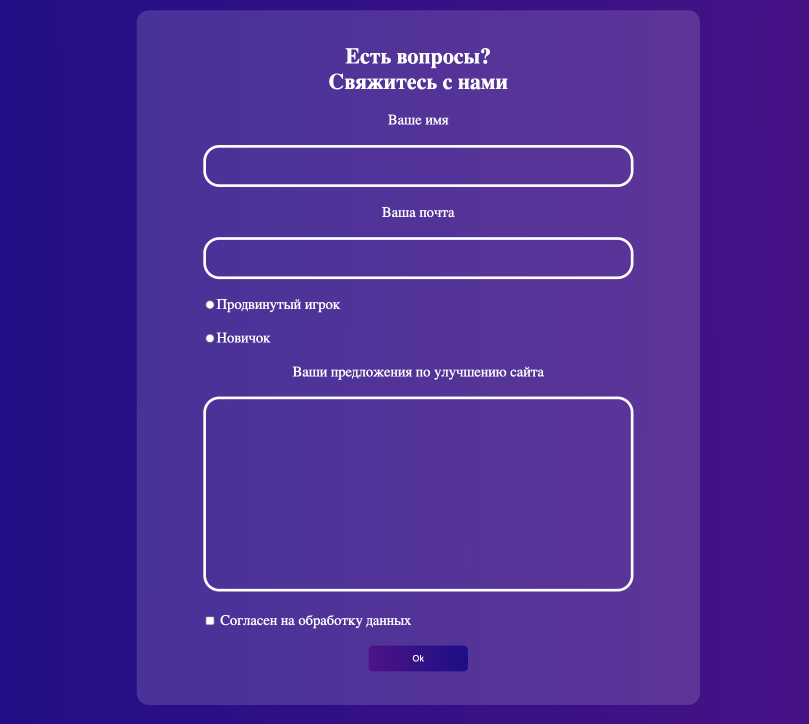 Есть вопросы?
Свяжитесь с нами
Ваше имя
Ваша почта
Продвинутый игрок
Новичок
Ваши предложения по улучшению сайта
Согласен на обработку данных
Ok